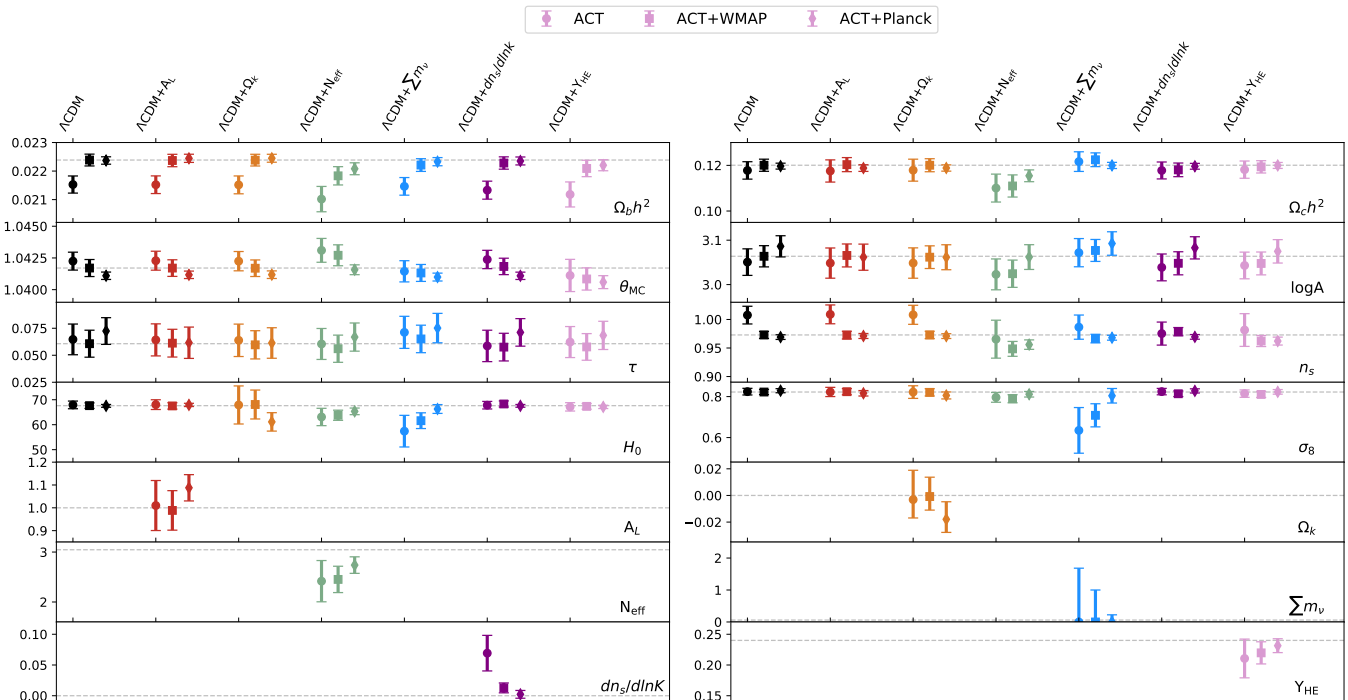 ACT ACT+WMAP ACT+Planck
ΛCDM ΛCDM+A_L ΛCDM+Ω_k ΛCDM+N_eff ΛCDM+∑m_ν ΛCDM+dn_s/dlnk ΛCDM+Y_HE
ΛCDM ΛCDM+A_L ΛCDM+Ω_k ΛCDM+N_eff ΛCDM+∑m_ν ΛCDM+dn_s/dlnk ΛCDM+Y_HE
0.023
0.022
0.021
Ω_bh²
1.0450
1.0425
1.0400
θ_MC
0.075
0.050
0.025
τ
70
60
50
H_0
1.2
1.1
1.0
0.9
A_L
3
2
N_eff
0.10
0.05
0.00
dn_s/dlnK
0.12
0.10
Ω_ch²
3.1
3.0
logA
1.00
0.95
0.90
n_s
0.8
0.6
σ_8
0.02
0.00
−0.02
Ω_k
2
1
0
∑m_ν
0.25
0.20
0.15
Y_HE